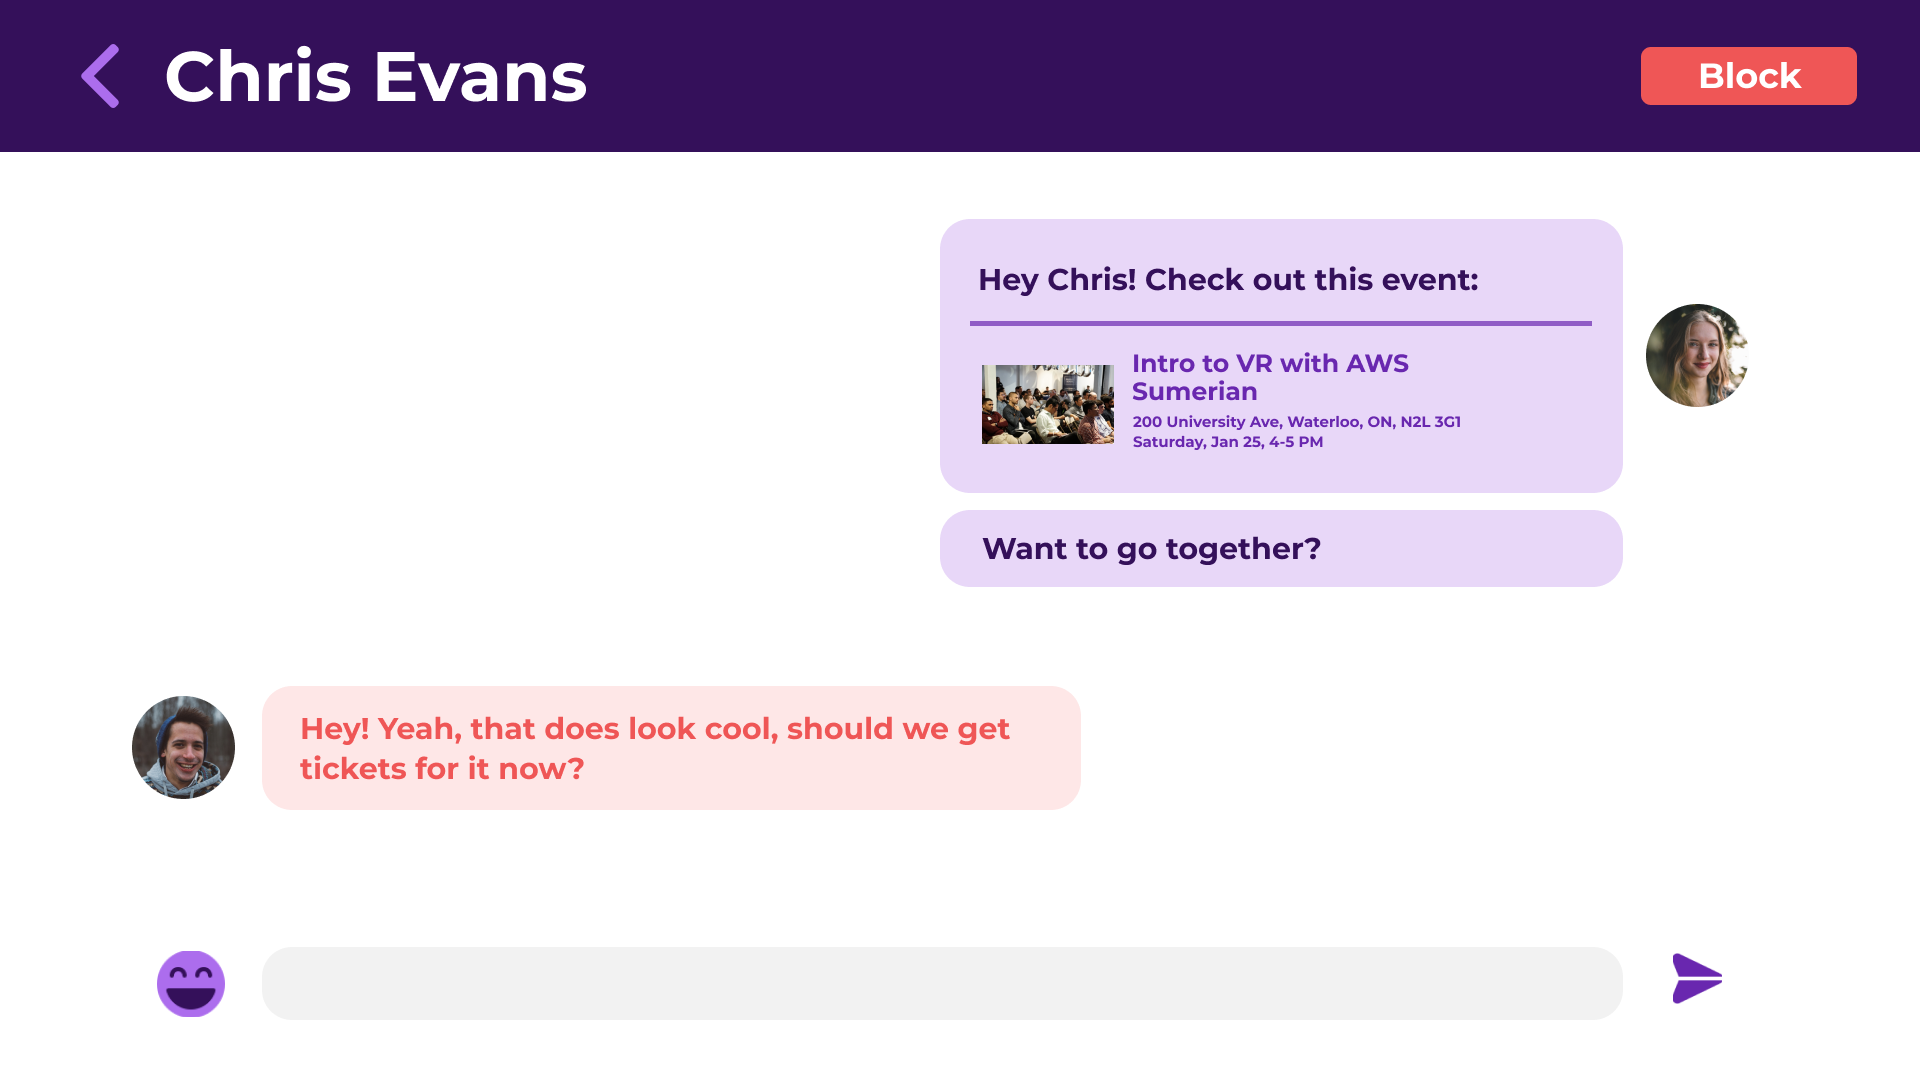 Chris Evans
Block
Hey Chris! Check out this event:
Intro to VR with AWS
Sumerian
200 University Ave, Waterloo, ON, N2L 3G1
Saturday, Jan 25, 4-5 PM
Want to go together?
Hey! Yeah, that does look cool, should we get
tickets for it now?